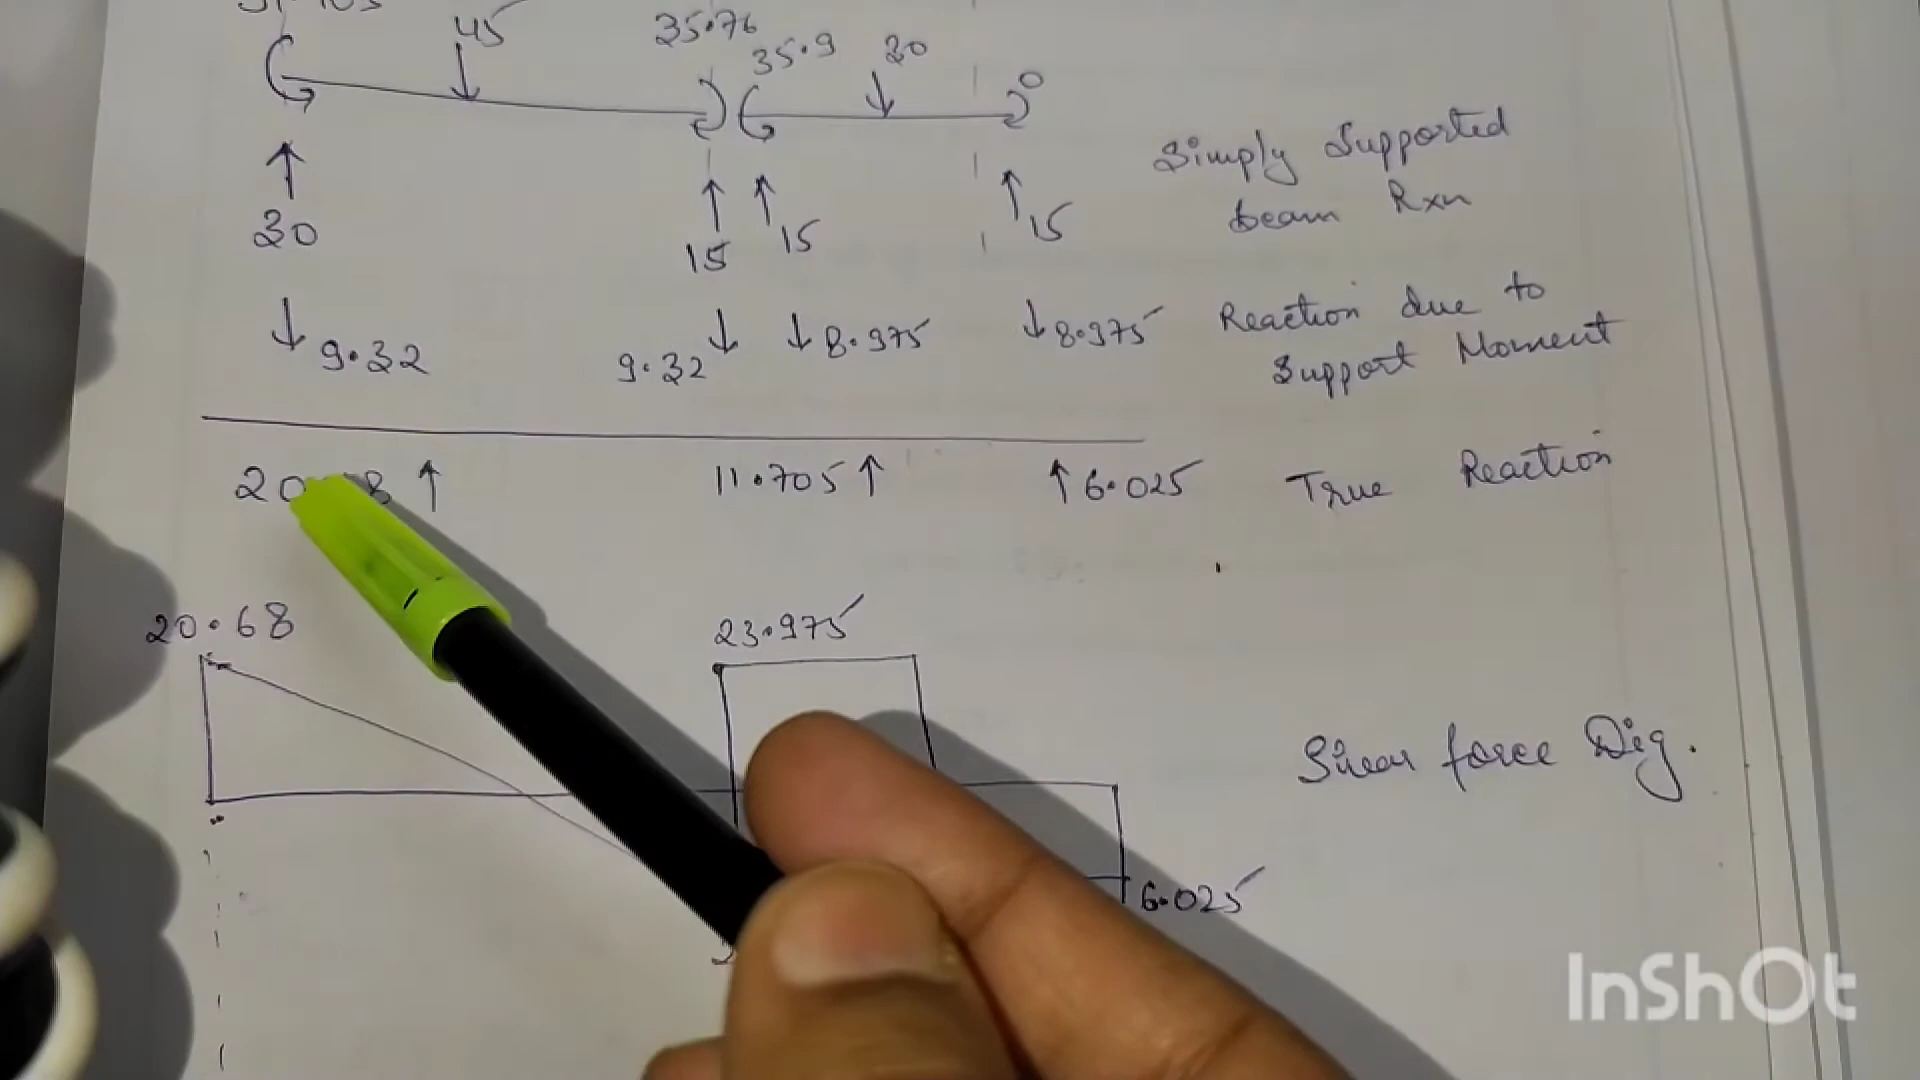 45 35.76 35.9 30 0
30 15 15 15 Simply Supported
beam Rxn
9.32 9.32 8.975 8.975 Reaction due to
Support Moment
11.705 6.025 True Reaction
20.68 23.975
Shear force Dig.
6.025
InShOt